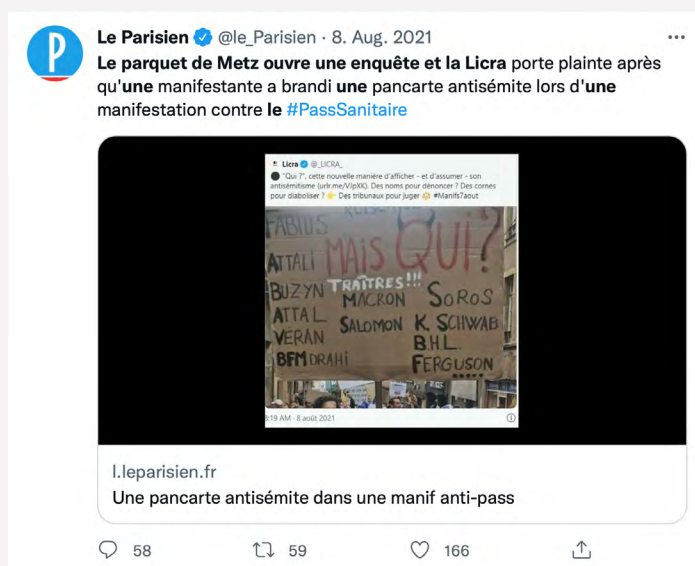 Le Parisien @le_Parisien · 8. Aug. 2021
Le parquet de Metz ouvre une enquête et la Licra porte plainte après
qu'une manifestante a brandi une pancarte antisémite lors d'une
manifestation contre le #PassSanitaire
Licra @_LICRA_
"Qui ?", cette nouvelle manière d'afficher - et d'assumer - son
antisémitisme (urlr.me/VJpXK). Des noms pour dénoncer ? Des cornes
pour diaboliser ? Des tribunaux pour juger #Manifs7aout
FABIUS
ATTALI MAIS QUI?
TRAÎTRES!!!
BUZYN MACRON SOROS
ATTAL SALOMON K. SCHWAB
VÉRAN B.H.L.
BFM DRAHI FERGUSON
.....
:19 AM · 8 août 2021
l.leparisien.fr
Une pancarte antisémite dans une manif anti-pass
58 59 166